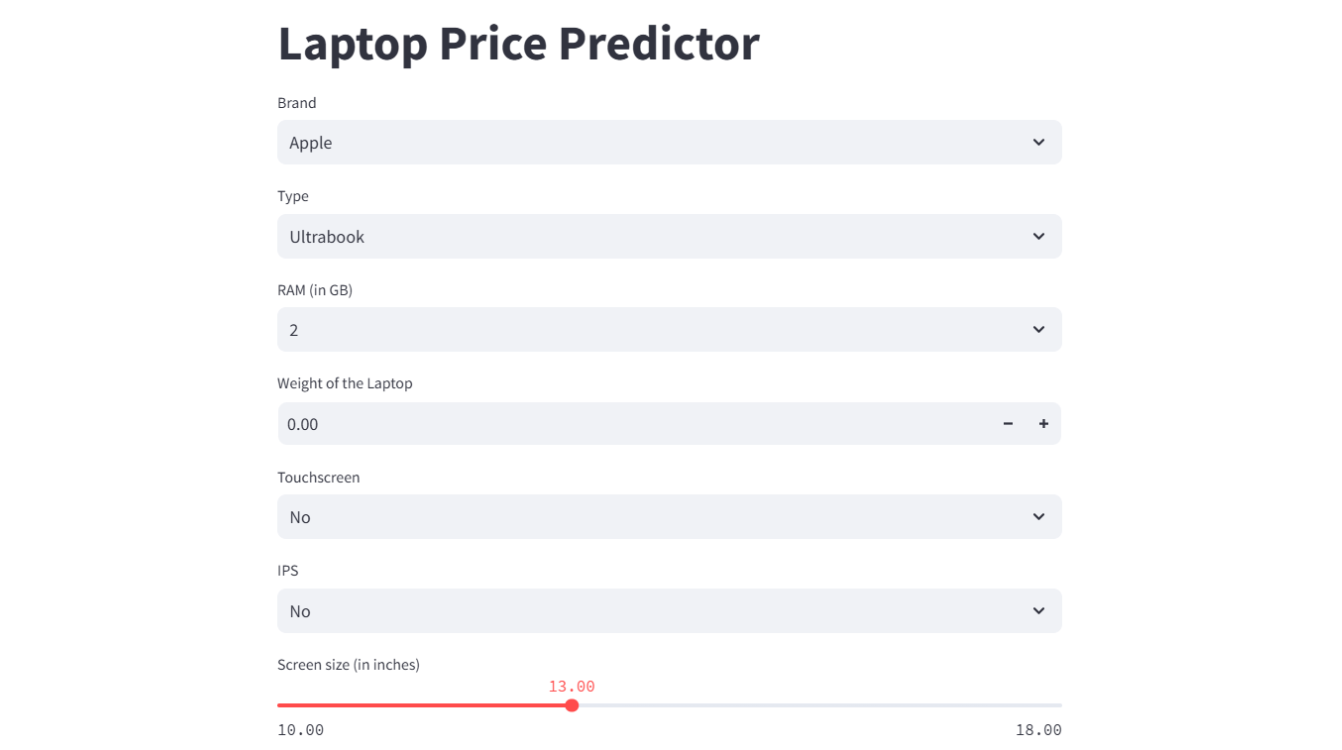 Laptop Price Predictor
Brand
Apple
Type
Ultrabook
RAM (in GB)
2
Weight of the Laptop
0.00
Touchscreen
No
IPS
No
Screen size (in inches)
13.00
10.00 18.00